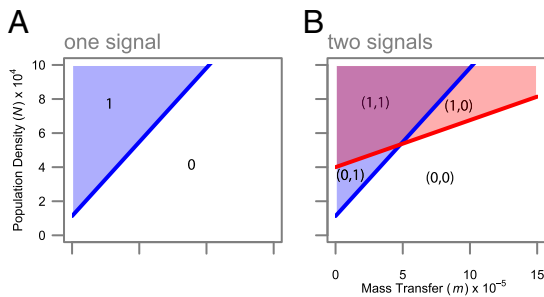 A
B
one signal
two signals
Population Density (N) x 10⁴
10
8
6
4
2
0
1
0
(1,1)
(1,0)
(0,1)
(0,0)
0 5 10 15
Mass Transfer (m) x 10⁻⁵